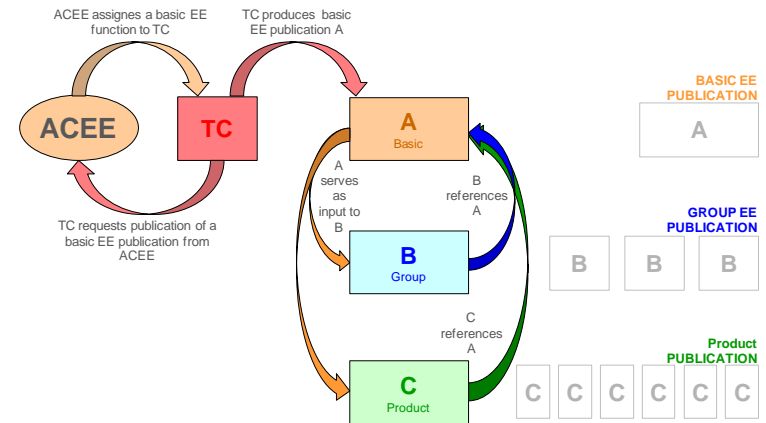 ACEE assignes a basic EE
function to TC
TC produces basic
EE publication A
ACEE
TC
TC requests publication of a
basic EE publication from
ACEE
A
Basic
A
serves
as
input to
B
B
references
A
B
Group
C
references
A
C
Product
BASIC EE
PUBLICATION
A
GROUP EE
PUBLICATION
B B B
Product
PUBLICATION
C C C C C C